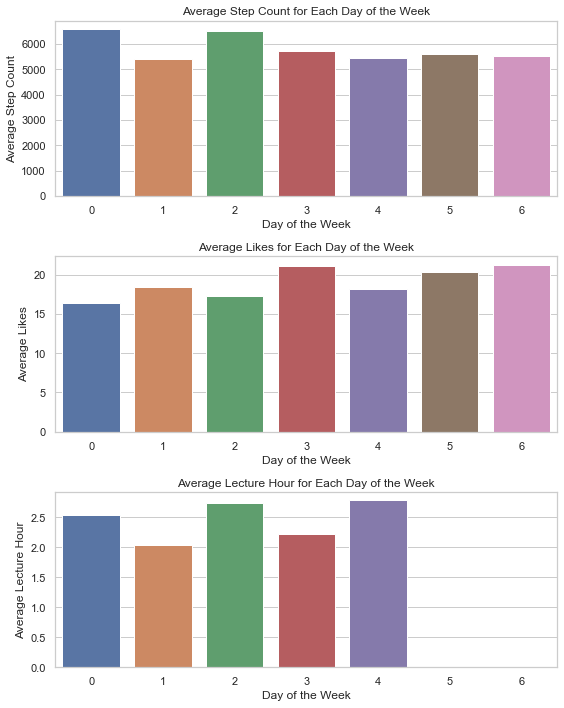 Average Step Count for Each Day of the Week
Average Step Count
6000
5000
4000
3000
2000
1000
0
0 1 2 3 4 5 6
Day of the Week
Average Likes for Each Day of the Week
Average Likes
20
15
10
5
0
0 1 2 3 4 5 6
Day of the Week
Average Lecture Hour for Each Day of the Week
Average Lecture Hour
2.5
2.0
1.5
1.0
0.5
0.0
0 1 2 3 4 5 6
Day of the Week